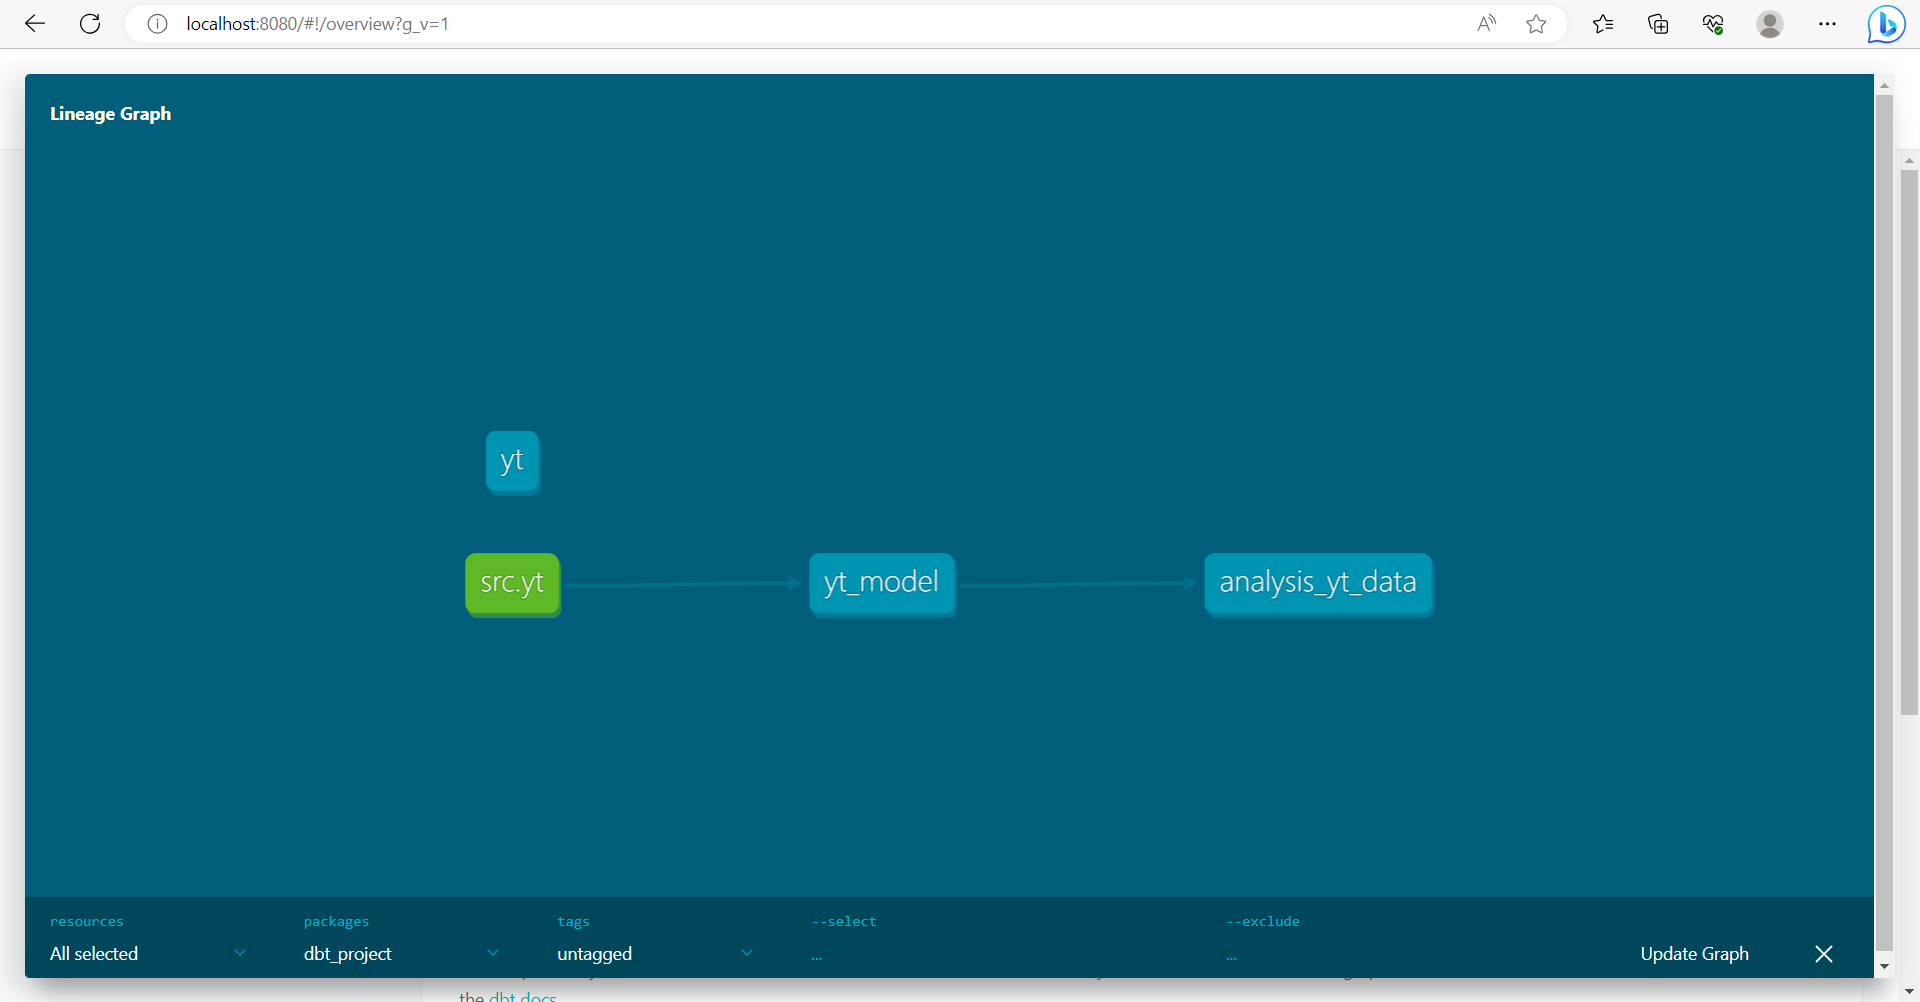 localhost:8080/#!/overview?g_v=1
Lineage Graph
yt
src.yt
yt_model
analysis_yt_data
resources
packages
tags
--select
--exclude
All selected
dbt_project
untagged
...
...
Update Graph
the dbt docs